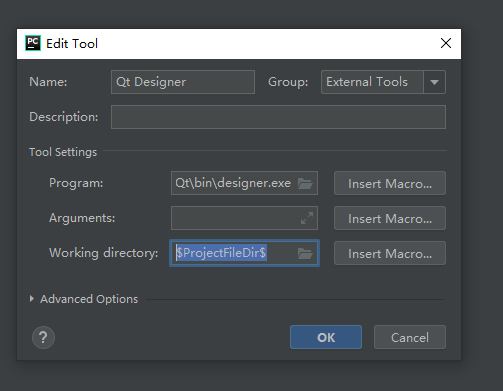 PC Edit Tool
Name: Qt Designer Group: External Tools
Description:
Tool Settings
Program: Qt\bin\designer.exe Insert Macro...
Arguments: Insert Macro...
Working directory: $ProjectFileDir$ Insert Macro...
Advanced Options
? OK Cancel